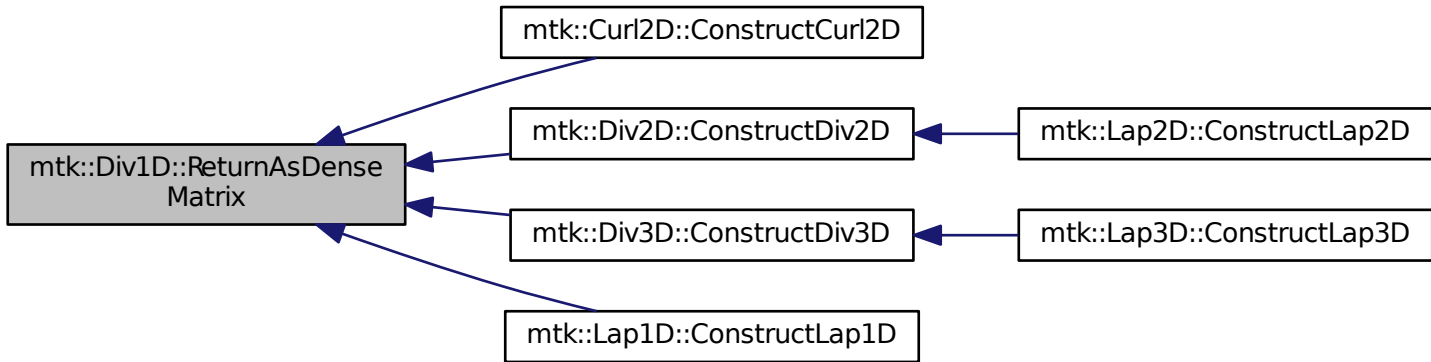 mtk::Curl2D::ConstructCurl2D
mtk::Div2D::ConstructDiv2D
mtk::Lap2D::ConstructLap2D
mtk::Div1D::ReturnAsDense
Matrix
mtk::Div3D::ConstructDiv3D
mtk::Lap3D::ConstructLap3D
mtk::Lap1D::ConstructLap1D